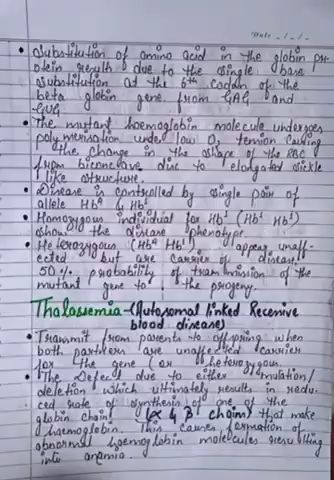 Date - / - / -
• Substitution of amino acid in the globin pr-
otein result due to the single base
substitution at the 6th codon of the
beta globin gene from GAG and
GUG
• The mutant haemoglobin molecule undergoes
polymerisation under low O2 tension causing
the change in the shape of the RBC
from biconcave disc to elongated sickle
like structure.
• Disease is controlled by single pair of
allele HbA & HbS
• Homozygous individual for HbS (HbS HbS)
show the disease phenotype.
• Heterozygous (HbA HbS) appear unaff-
ected but are carrier of disease.
50% probability of transmission of the
mutant gene to the progeny.
Thalassemia - (Autosomal linked Recessive
blood disease)
• Transmit from parents to offspring when
both partners are unaffected carrier
for the gene (or heterozygous.
• The Defect due to either mutation/
deletion which ultimately results in redu-
ced rate of synthesis of one of the
globin chain (α & β chain) that make
haemoglobin. This causes formation of
abnormal haemoglobin molecules resulting
into anaemia.